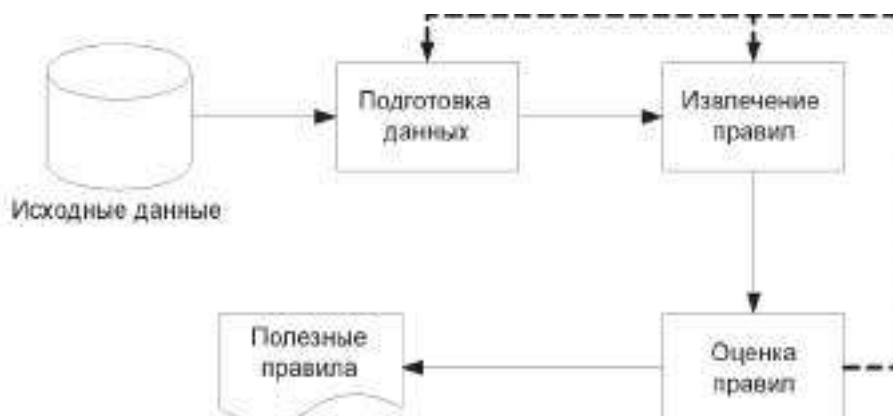 Подготовка
данных
Извлечение
правил
Исходные данные
Полезные
правила
Оценка
правил